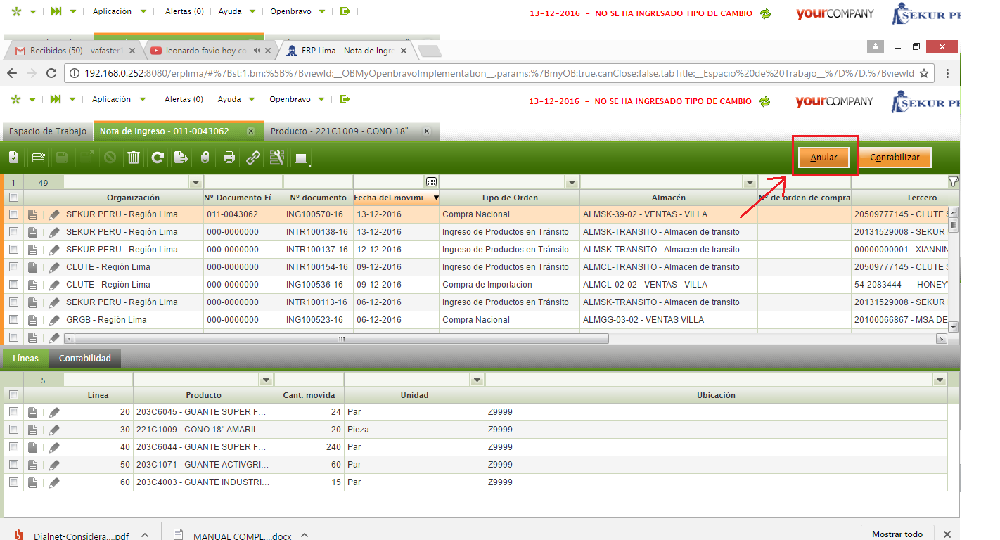 Aplicación Alertas (0) Ayuda Openbravo 13-12-2016 - NO SE HA INGRESADO TIPO DE CAMBIO yourCOMPANY SEKUR PE
Recibidos (50) - vafaster leonardo favio hoy co ERP Lima - Nota de Ingre
192.168.0.252:8080/erplima/#%7Bst:1,bm:%5B%7BviewId:__OBMyOpenbravoImplementation__,params:%7BmyOB:true,canClose:false,tabTitle:__Espacio%20de%20Trabajo__%7D%7D,%7BviewId
Aplicación Alertas (0) Ayuda Openbravo 13-12-2016 - NO SE HA INGRESADO TIPO DE CAMBIO yourCOMPANY SEKUR PE
Espacio de Trabajo Nota de Ingreso - 011-0043062 ... Producto - 221C1009 - CONO 18"...
Anular Contabilizar
1 49
Organización Nº Documento Fí... Nº documento Fecha del movimi... Tipo de Orden Almacén Nº de orden de compra Tercero
SEKUR PERU - Región Lima 011-0043062 ING100570-16 13-12-2016 Compra Nacional ALMSK-39-02 - VENTAS - VILLA 20509777145 - CLUTE S
SEKUR PERU - Región Lima 000-0000000 INTR100138-16 13-12-2016 Ingreso de Productos en Tránsito ALMSK-TRANSITO - Almacen de transito 20131529008 - SEKUR
SEKUR PERU - Región Lima 000-0000000 INTR100137-16 12-12-2016 Ingreso de Productos en Tránsito ALMSK-TRANSITO - Almacen de transito 00000000001 - XIANNIN
CLUTE - Región Lima 000-0000000 INTR100154-16 09-12-2016 Ingreso de Productos en Tránsito ALMCL-TRANSITO - Almacen de transito 20509777145 - CLUTE S
CLUTE - Región Lima 000-0000000 ING100536-16 09-12-2016 Compra de Importacion ALMCL-02-02 - VENTAS - VILLA 54-2083444 - HONEY
SEKUR PERU - Región Lima 000-0000000 INTR100113-16 06-12-2016 Ingreso de Productos en Tránsito ALMSK-TRANSITO - Almacen de transito 20131529008 - SEKUR
GRGB - Región Lima 000-0000000 ING100523-16 06-12-2016 Compra Nacional ALMGG-03-02 - VENTAS VILLA 20100066867 - MSA DE
Líneas Contabilidad
5
Línea Producto Cant. movida Unidad Ubicación
20 203C6045 - GUANTE SUPER F... 24 Par Z9999
30 221C1009 - CONO 18" AMARIL... 20 Pieza Z9999
40 203C6044 - GUANTE SUPER F... 240 Par Z9999
50 203C1071 - GUANTE ACTIVGRI... 60 Par Z9999
60 203C4003 - GUANTE INDUSTRI... 15 Par Z9999
Dialnet-Considera....pdf MANUAL COMPL....docx Mostrar todo